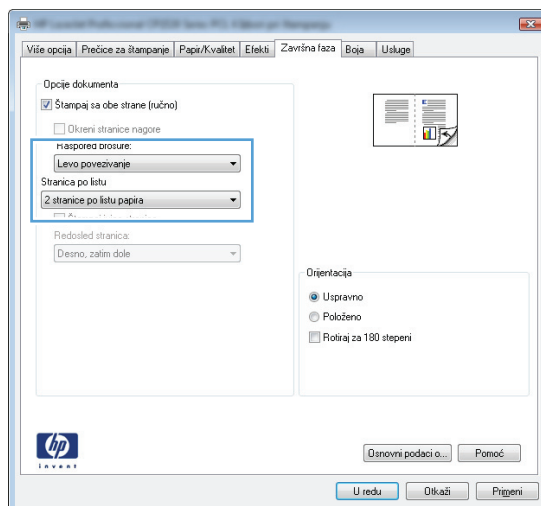 Više opcija Prečice za štampanje Papir/Kvalitet Efekti Završna faza Boja Usluge
Opcije dokumenta
Štampaj sa obe strane (ručno)
Okreni stranice nagore
Raspored brošure:
Levo povezivanje
Stranica po listu
2 stranice po listu papira
Redosled stranica:
Desno, zatim dole
Orijentacija
Uspravno
Položeno
Rotiraj za 180 stepeni
hp
invent
Osnovni podaci o... Pomoć
U redu Otkaži Primeni